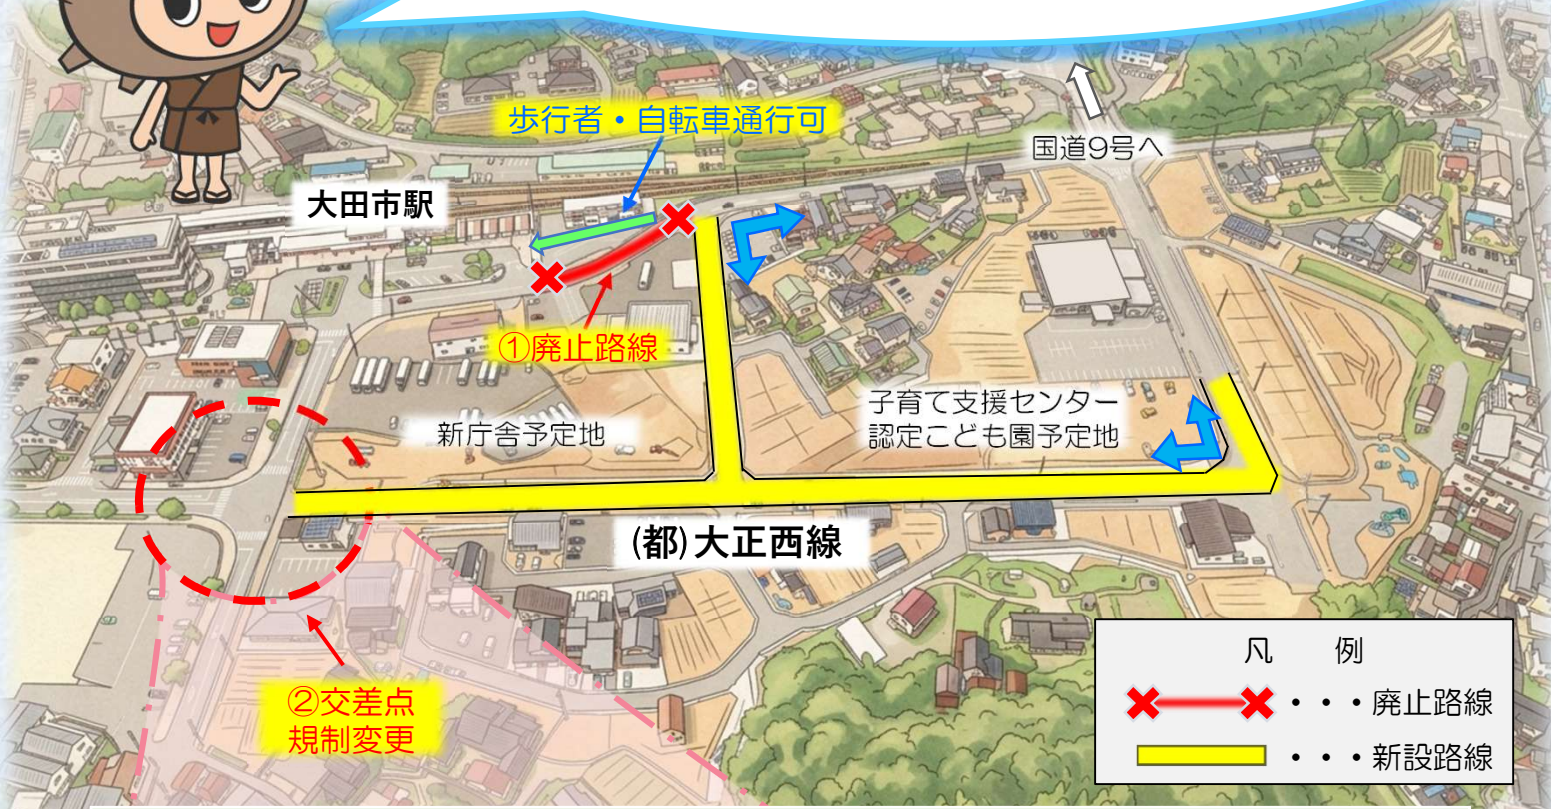 歩行者・自転車通行可
国道9号へ
大田市駅
①廃止路線
新庁舎予定地
子育て支援センター
認定こども園予定地
(都)大正西線
②交差点
規制変更
凡　例
・・・廃止路線
・・・新設路線